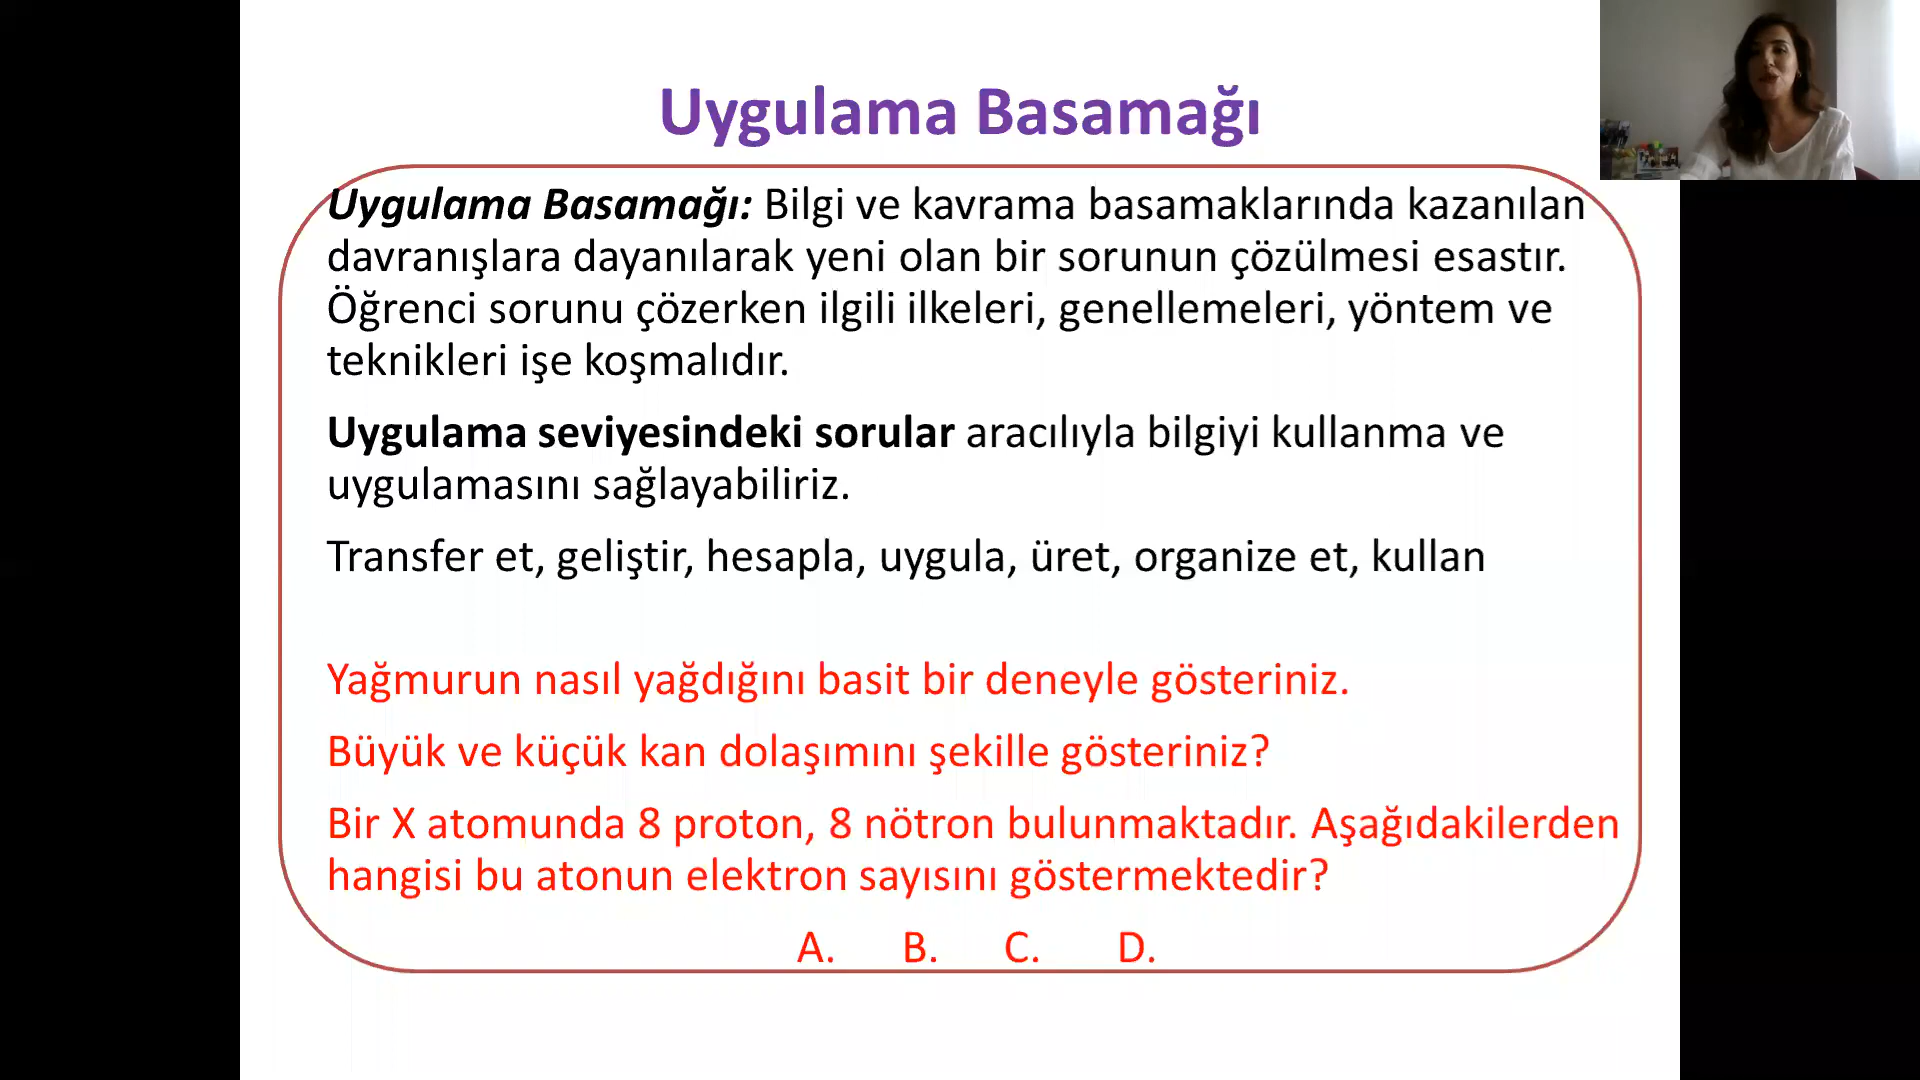 Uygulama Basamağı
Uygulama Basamağı: Bilgi ve kavrama basamaklarında kazanılan
davranışlara dayanılarak yeni olan bir sorunun çözülmesi esastır.
Öğrenci sorunu çözerken ilgili ilkeleri, genellemeleri, yöntem ve
teknikleri işe koşmalıdır.
Uygulama seviyesindeki sorular aracılıyla bilgiyi kullanma ve
uygulamasını sağlayabiliriz.
Transfer et, geliştir, hesapla, uygula, üret, organize et, kullan
Yağmurun nasıl yağdığını basit bir deneyle gösteriniz.
Büyük ve küçük kan dolaşımını şekille gösteriniz?
Bir X atomunda 8 proton, 8 nötron bulunmaktadır. Aşağıdakilerden
hangisi bu atonun elektron sayısını göstermektedir?
A. B. C. D.